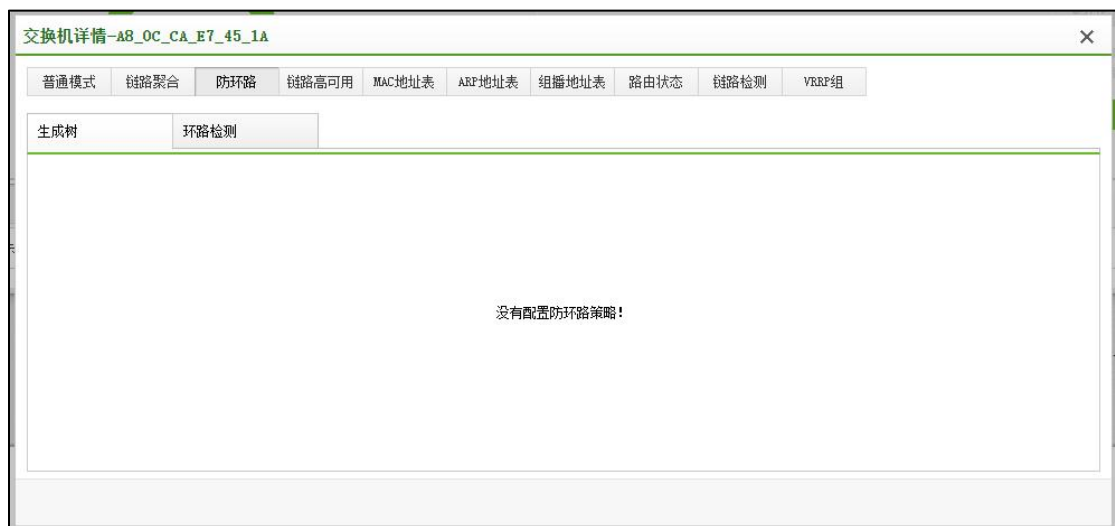 交换机详情-A8_0C_CA_E7_45_1A
普通模式 链路聚合 防环路 链路高可用 MAC地址表 ARP地址表 组播地址表 路由状态 链路检测 VRRP组
生成树 环路检测
没有配置防环路策略!